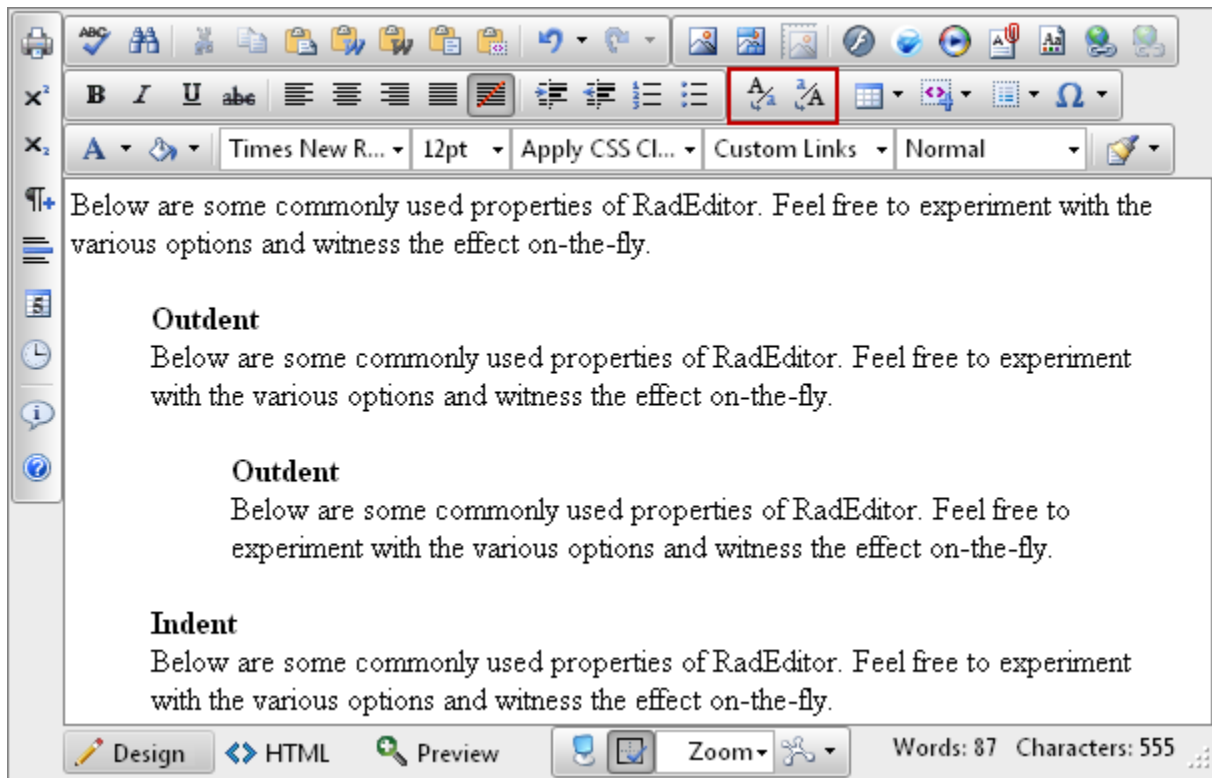 ABC
x²
B I U abc
A a a A
Ω
x₂
A Times New R... 12pt Apply CSS Cl... Custom Links Normal
Below are some commonly used properties of RadEditor. Feel free to experiment with the
various options and witness the effect on-the-fly.
Outdent
Below are some commonly used properties of RadEditor. Feel free to experiment
with the various options and witness the effect on-the-fly.
Outdent
Below are some commonly used properties of RadEditor. Feel free to
experiment with the various options and witness the effect on-the-fly.
Indent
Below are some commonly used properties of RadEditor. Feel free to experiment
with the various options and witness the effect on-the-fly.
Design HTML Preview Zoom Words: 87 Characters: 555